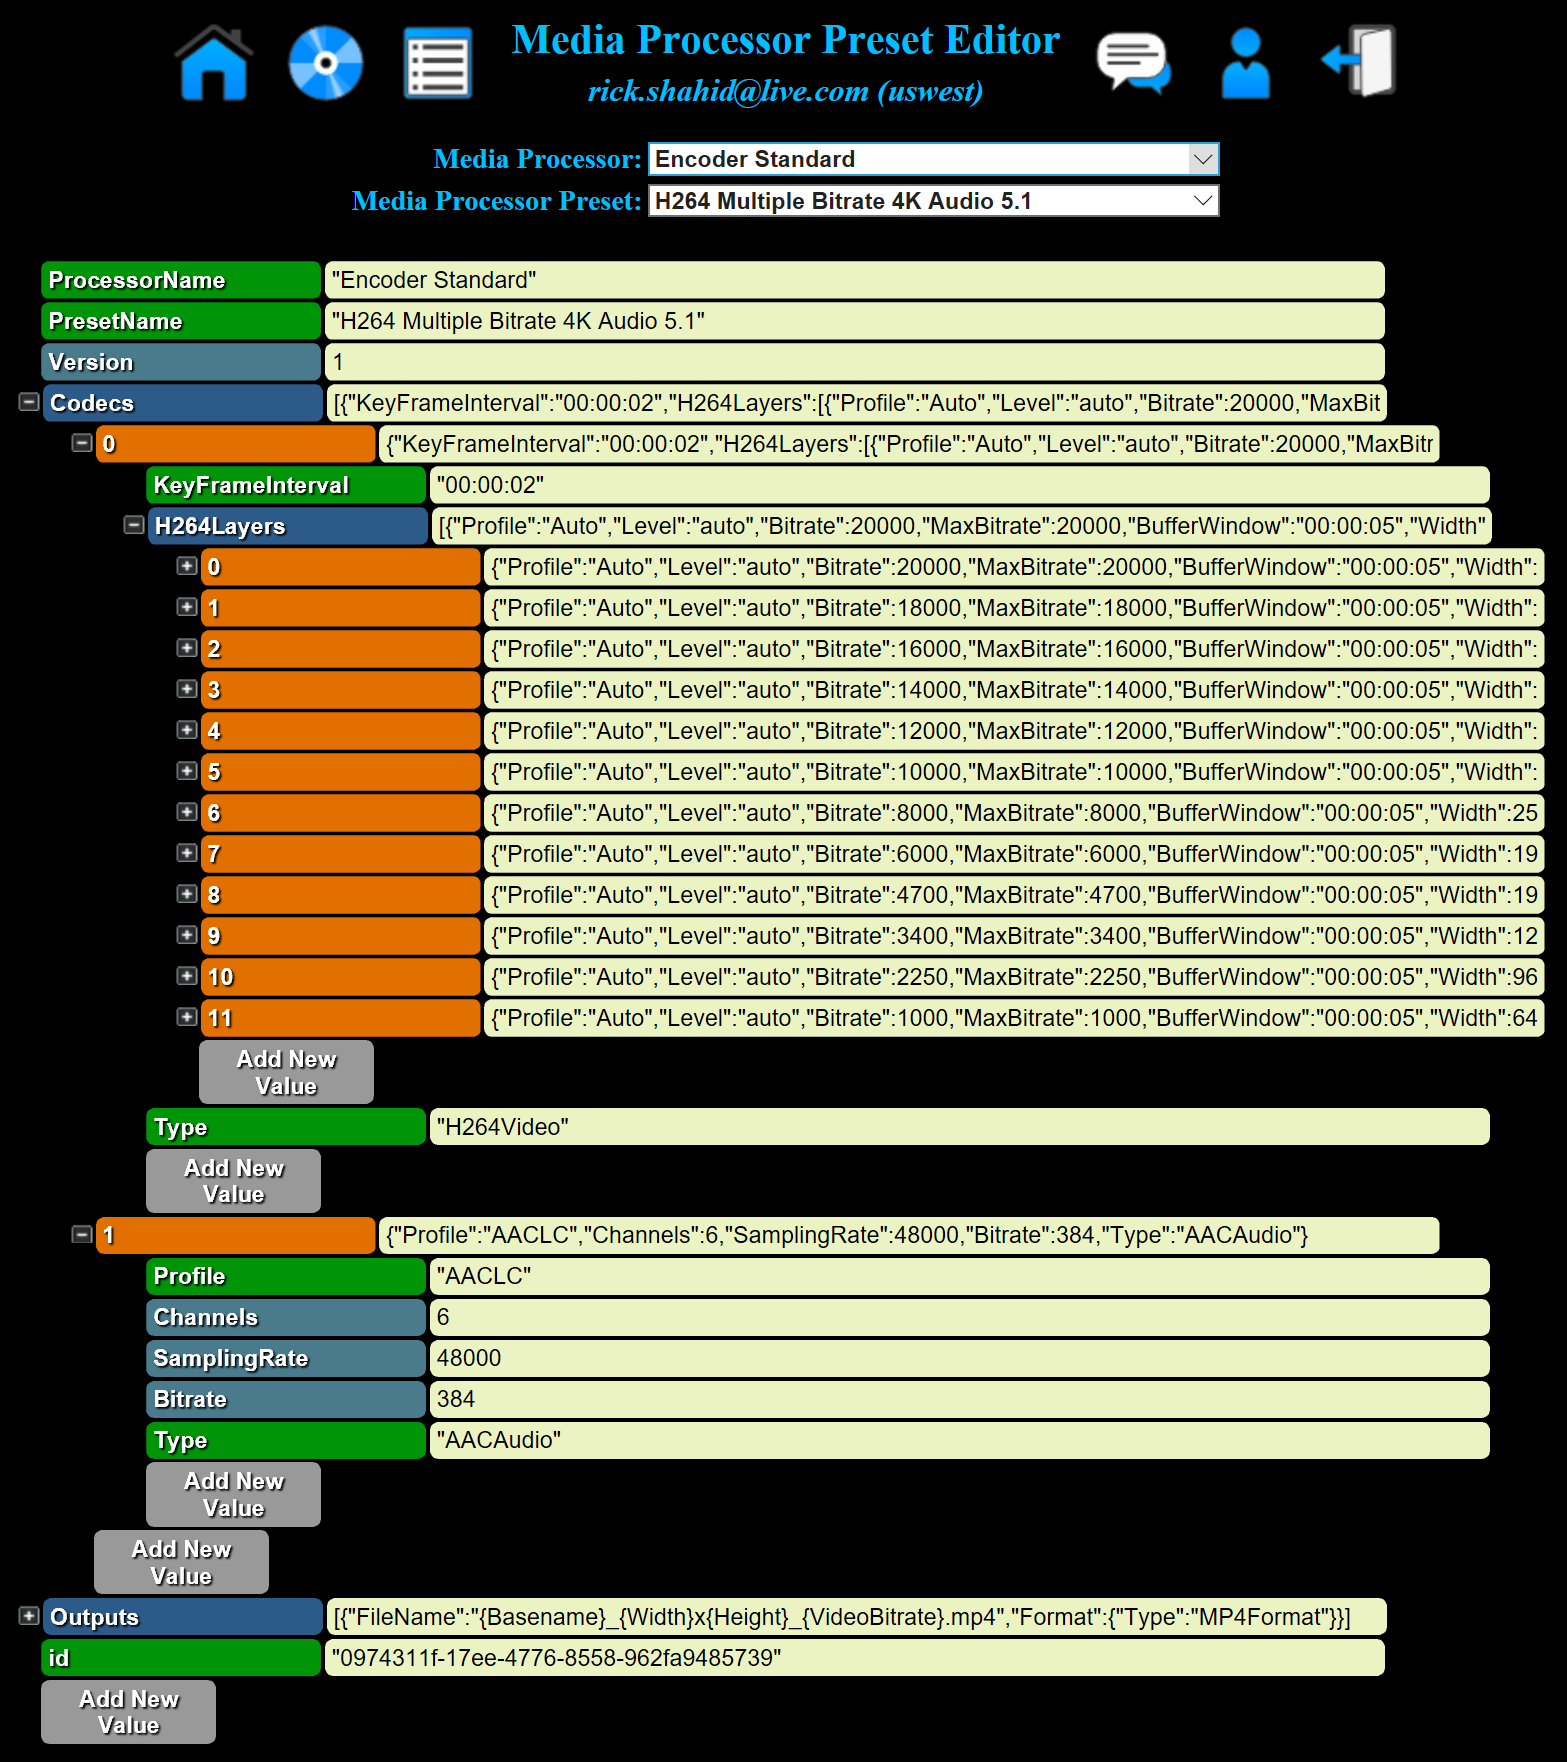 Media Processor Preset Editor
rick.shahid@live.com (uswest)
Media Processor: Encoder Standard
Media Processor Preset: H264 Multiple Bitrate 4K Audio 5.1
ProcessorName "Encoder Standard"
PresetName "H264 Multiple Bitrate 4K Audio 5.1"
Version 1
Codecs [{"KeyFrameInterval":"00:00:02","H264Layers":[{"Profile":"Auto","Level":"auto","Bitrate":20000,"MaxBit
0 {"KeyFrameInterval":"00:00:02","H264Layers":[{"Profile":"Auto","Level":"auto","Bitrate":20000,"MaxBitr
KeyFrameInterval "00:00:02"
H264Layers [{"Profile":"Auto","Level":"auto","Bitrate":20000,"MaxBitrate":20000,"BufferWindow":"00:00:05","Width"
0 {"Profile":"Auto","Level":"auto","Bitrate":20000,"MaxBitrate":20000,"BufferWindow":"00:00:05","Width":
1 {"Profile":"Auto","Level":"auto","Bitrate":18000,"MaxBitrate":18000,"BufferWindow":"00:00:05","Width":
2 {"Profile":"Auto","Level":"auto","Bitrate":16000,"MaxBitrate":16000,"BufferWindow":"00:00:05","Width":
3 {"Profile":"Auto","Level":"auto","Bitrate":14000,"MaxBitrate":14000,"BufferWindow":"00:00:05","Width":
4 {"Profile":"Auto","Level":"auto","Bitrate":12000,"MaxBitrate":12000,"BufferWindow":"00:00:05","Width":
5 {"Profile":"Auto","Level":"auto","Bitrate":10000,"MaxBitrate":10000,"BufferWindow":"00:00:05","Width":
6 {"Profile":"Auto","Level":"auto","Bitrate":8000,"MaxBitrate":8000,"BufferWindow":"00:00:05","Width":25
7 {"Profile":"Auto","Level":"auto","Bitrate":6000,"MaxBitrate":6000,"BufferWindow":"00:00:05","Width":19
8 {"Profile":"Auto","Level":"auto","Bitrate":4700,"MaxBitrate":4700,"BufferWindow":"00:00:05","Width":19
9 {"Profile":"Auto","Level":"auto","Bitrate":3400,"MaxBitrate":3400,"BufferWindow":"00:00:05","Width":12
10 {"Profile":"Auto","Level":"auto","Bitrate":2250,"MaxBitrate":2250,"BufferWindow":"00:00:05","Width":96
11 {"Profile":"Auto","Level":"auto","Bitrate":1000,"MaxBitrate":1000,"BufferWindow":"00:00:05","Width":64
Add New
Value
Type "H264Video"
Add New
Value
1 {"Profile":"AACLC","Channels":6,"SamplingRate":48000,"Bitrate":384,"Type":"AACAudio"}
Profile "AACLC"
Channels 6
SamplingRate 48000
Bitrate 384
Type "AACAudio"
Add New
Value
Add New
Value
Outputs [{"FileName":"{Basename}_{Width}x{Height}_{VideoBitrate}.mp4","Format":{"Type":"MP4Format"}}]
id "0974311f-17ee-4776-8558-962fa9485739"
Add New
Value